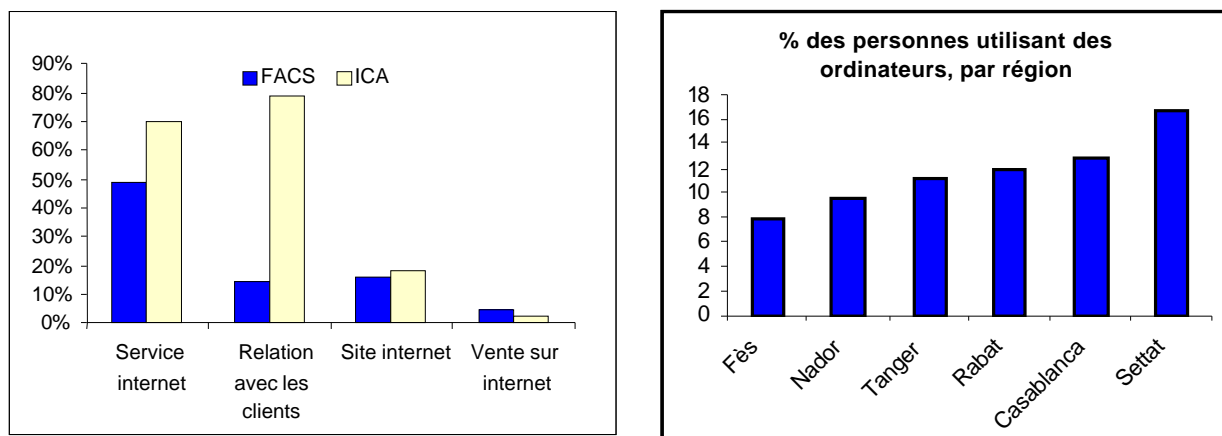 90%
80%
70%
60%
50%
40%
30%
20%
10%
0%
FACS ICA
Service internet
Relation avec les clients
Site internet
Vente sur internet
% des personnes utilisant des
ordinateurs, par région
18
16
14
12
10
8
6
4
2
0
Fès
Nador
Tanger
Rabat
Casablanca
Settat